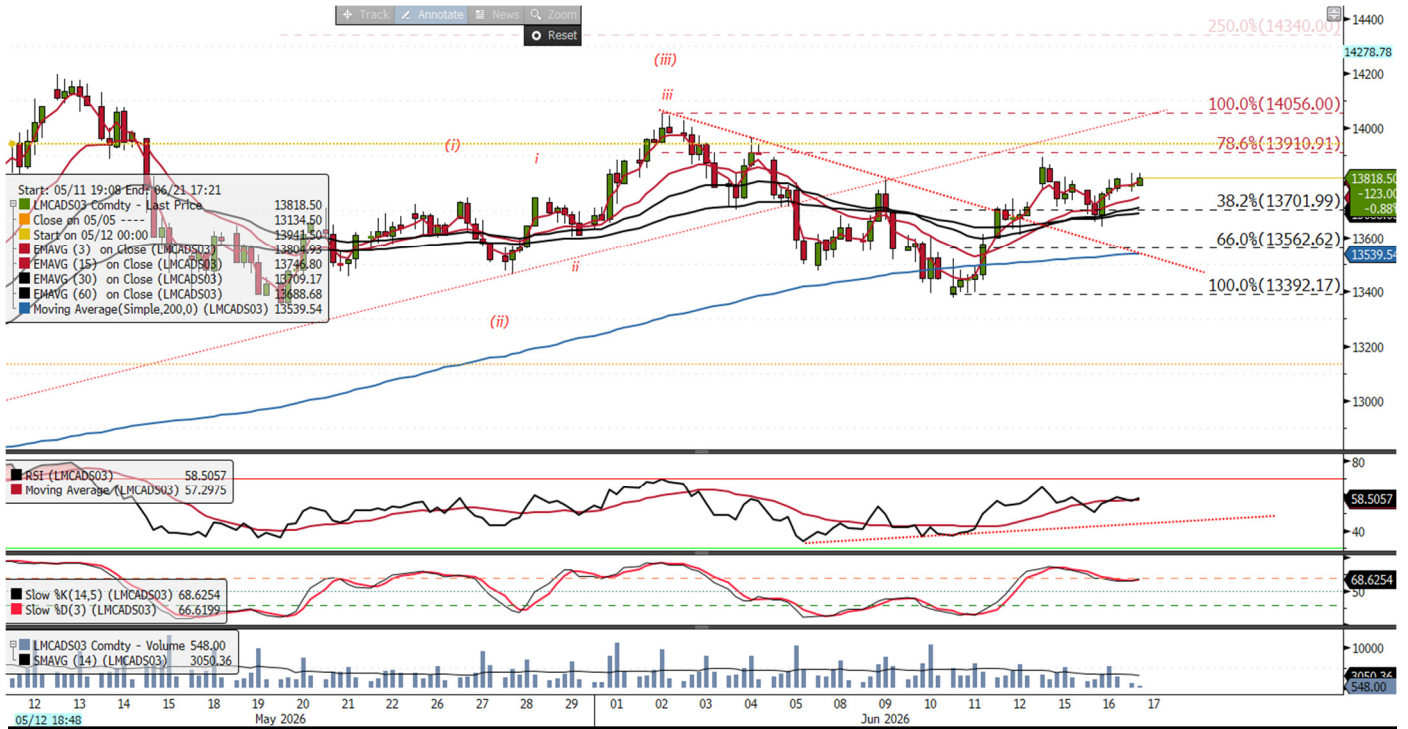 Track Annotate News Zoom
Reset
14400
250.0%(14340.00)
14278.78
14200
(iii)
iii
100.0%(14056.00)
14000
78.6%(13910.91)
(i)
i
Start: 05/11 19:08 End: 06/21 17:21
LMCADS03 Comdty - Last Price 13818.50
Close on 05/05 ---- 13134.50
Start on 05/12 00:00 13941.50
EMAVG (3) on Close (LMCADS03) 13804.93
EMAVG (15) on Close (LMCADS03) 13746.80
EMAVG (30) on Close (LMCADS03) 13709.17
EMAVG (60) on Close (LMCADS03) 13688.68
Moving Average(Simple,200,0) (LMCADS03) 13539.54
13818.50
-123.00
-0.88%
38.2%(13701.99)
13600
66.0%(13562.62)
13539.54
ii
100.0%(13392.17)
13400
(ii)
13200
13000
80
RSI (LMCADS03) 58.5057
Moving Average (LMCADS03) 57.2975
58.5057
40
Slow %K(14,5) (LMCADS03) 68.6254
Slow %D(3) (LMCADS03) 66.6199
68.6254
50
LMCADS03 Comdty - Volume 548.00
SMAVG (14) (LMCADS03) 3050.36
10000
3050.36
548.00
12 13 14 15 18 19 20 21 22 25 26 27 28 29 01 02 03 04 05 08 09 10 11 12 15 16 17
05/12 18:48 May 2026 Jun 2026